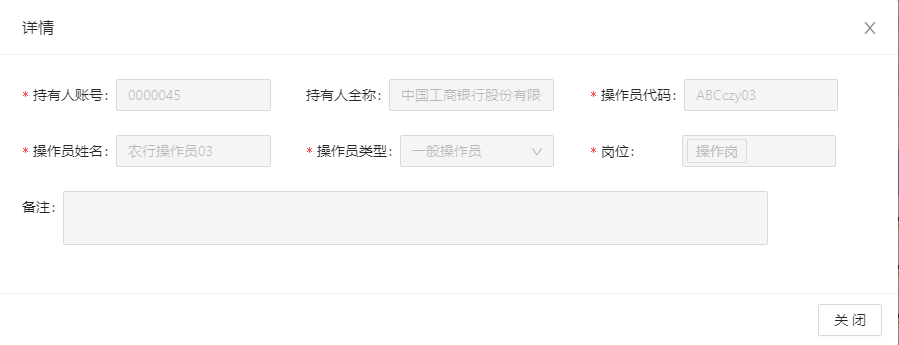 详情
* 持有人账号: 0000045 持有人全称: 中国工商银行股份有限 * 操作员代码: ABCczy03
* 操作员姓名: 农行操作员03 * 操作员类型: 一般操作员 * 岗位: 操作岗
备注:
关 闭